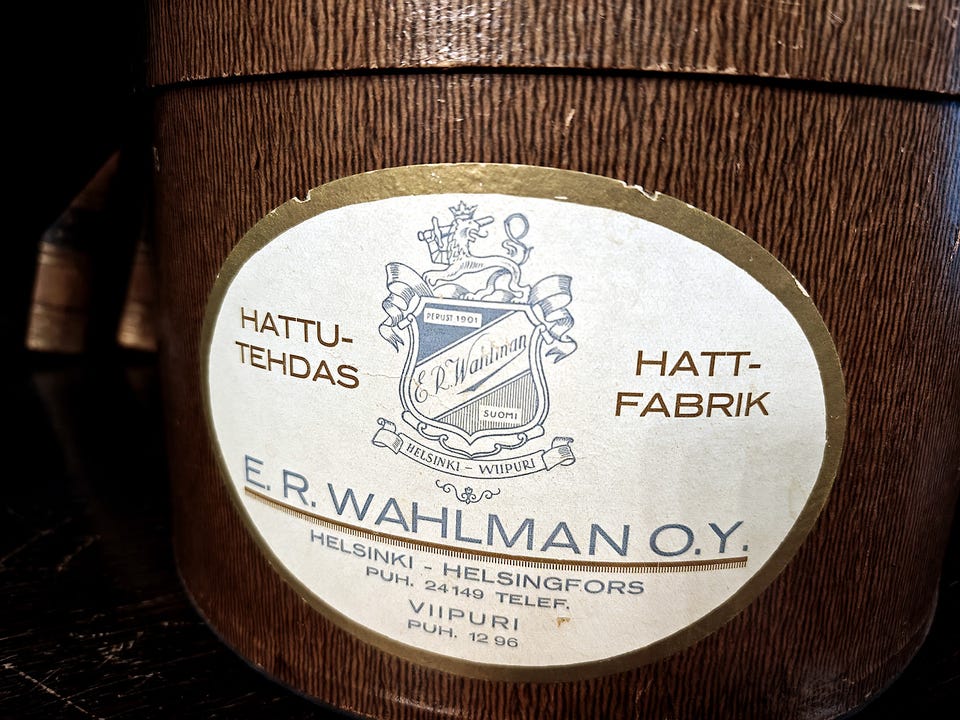 PERUST 1901
E. R. Wahlman
SUOMI
HELSINKI – WIIPURI
HATTU-
TEHDAS
HATT-
FABRIK
E. R. WAHLMAN O.Y.
HELSINKI - HELSINGFORS
PUH. 24149 TELEF.
VIIPURI
PUH. 12 96